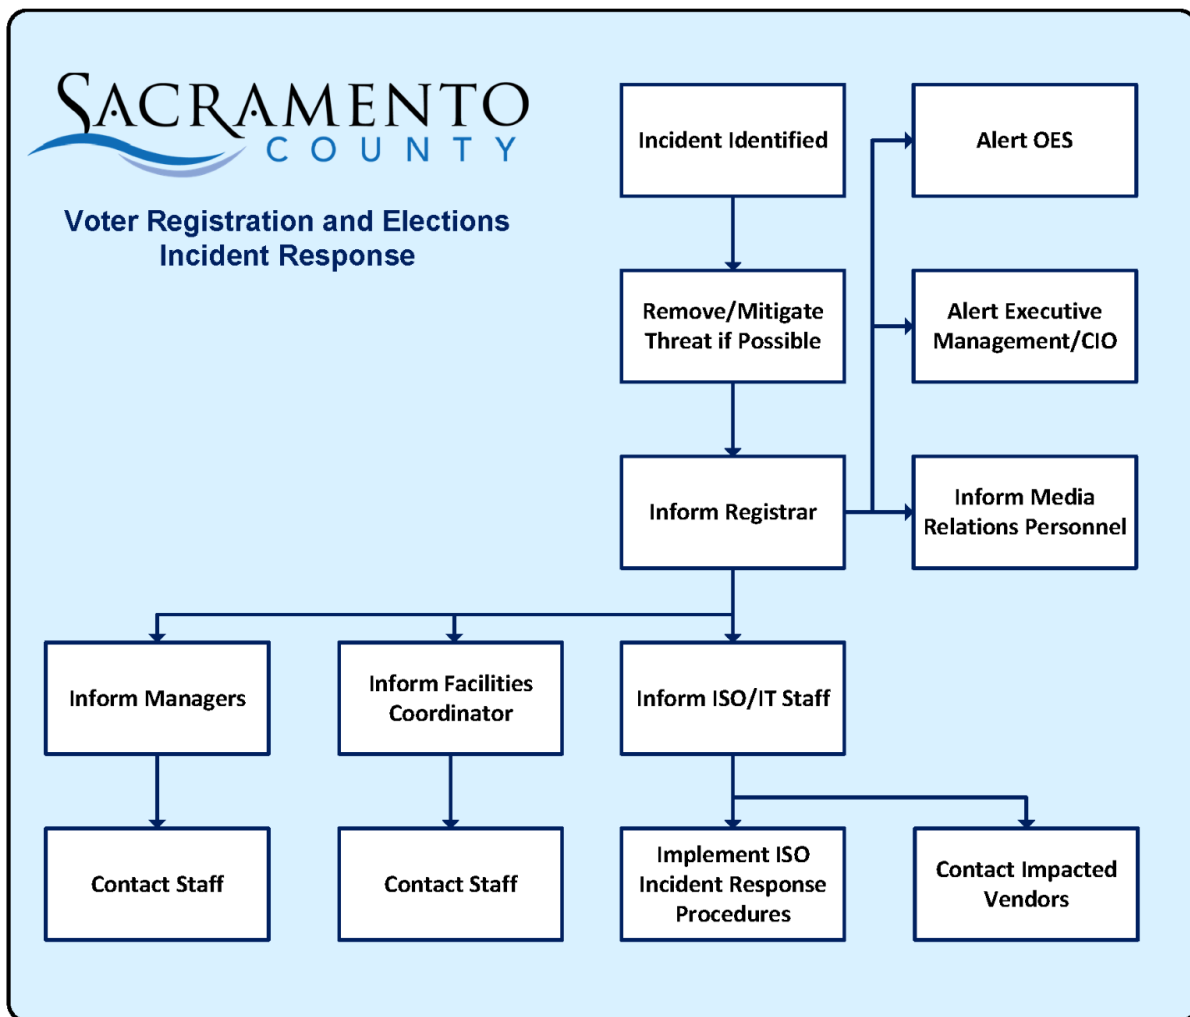 SACRAMENTO
COUNTY
Voter Registration and Elections
Incident Response
Incident Identified
Alert OES
Remove/Mitigate
Threat if Possible
Alert Executive
Management/CIO
Inform Registrar
Inform Media
Relations Personnel
Inform Managers
Inform Facilities
Coordinator
Inform ISO/IT Staff
Contact Staff
Contact Staff
Implement ISO
Incident Response
Procedures
Contact Impacted
Vendors